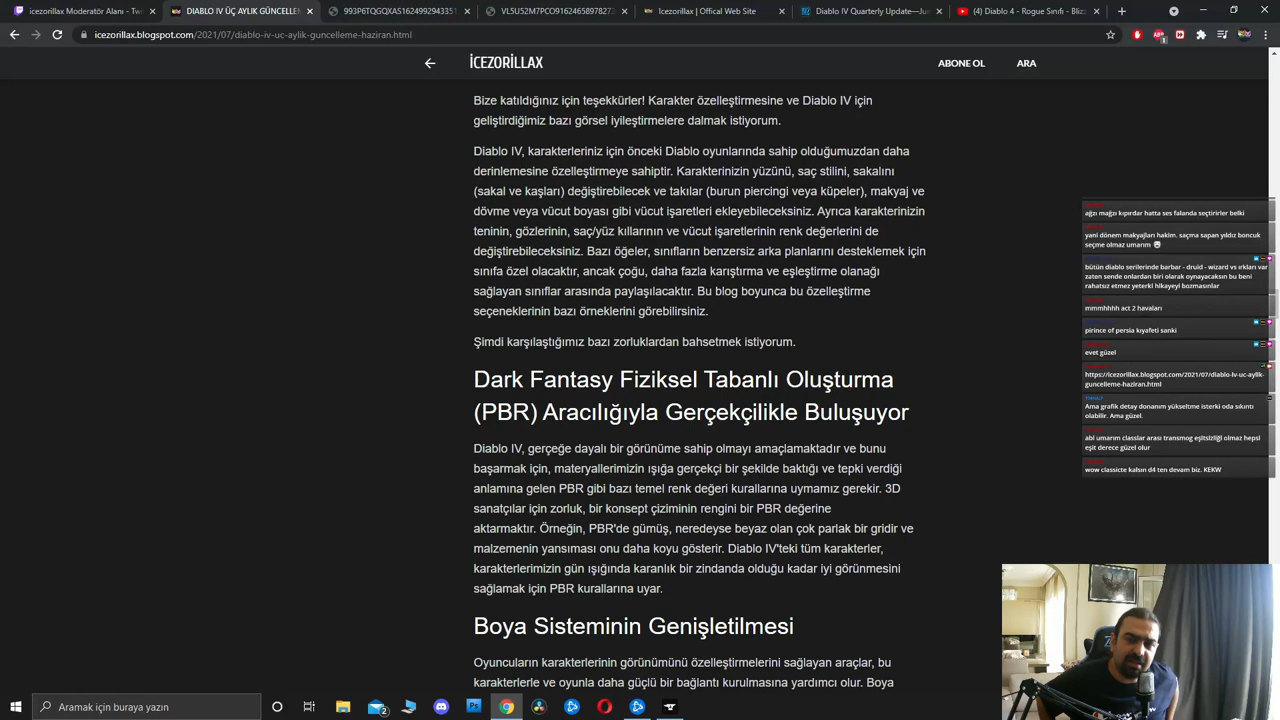 icezorillax Moderatör Alanı - Tw
DIABLO IV ÜÇ AYLIK GÜNCELLEM
993P6TQGQXAS1624992943351
VL5U52M7PCO9162465897827
Icezorillax | Offical Web Site
Diablo IV Quarterly Update—Jun
(4) Diablo 4 - Rogue Sınıfı - Blizz
icezorillax.blogspot.com/2021/07/diablo-iv-uc-aylik-guncelleme-haziran.html
İCEZORİLLAX
ABONE OL
ARA
Bize katıldığınız için teşekkürler! Karakter özelleştirmesine ve Diablo IV için
geliştirdiğimiz bazı görsel iyileştirmelere dalmak istiyorum.
Diablo IV, karakterleriniz için önceki Diablo oyunlarında sahip olduğumuzdan daha
derinlemesine özelleştirmeye sahiptir. Karakterinizin yüzünü, saç stilini, sakalını
(sakal ve kaşları) değiştirebilecek ve takılar (burun piercingi veya küpeler), makyaj ve
dövme veya vücut boyası gibi vücut işaretleri ekleyebileceksiniz. Ayrıca karakterinizin
teninin, gözlerinin, saç/yüz kıllarının ve vücut işaretlerinin renk değerlerini de
değiştirebileceksiniz. Bazı öğeler, sınıfların benzersiz arka planlarını desteklemek için
sınıfa özel olacaktır, ancak çoğu, daha fazla karıştırma ve eşleştirme olanağı
sağlayan sınıflar arasında paylaşılacaktır. Bu blog boyunca bu özelleştirme
seçeneklerinin bazı örneklerini görebilirsiniz.
Şimdi karşılaştığımız bazı zorluklardan bahsetmek istiyorum.
Dark Fantasy Fiziksel Tabanlı Oluşturma
(PBR) Aracılığıyla Gerçekçilikle Buluşuyor
Diablo IV, gerçeğe dayalı bir görünüme sahip olmayı amaçlamaktadır ve bunu
başarmak için, materyallerimizin ışığa gerçekçi bir şekilde baktığı ve tepki verdiği
anlamına gelen PBR gibi bazı temel renk değeri kurallarına uymamız gerekir. 3D
sanatçılar için zorluk, bir konsept çiziminin rengini bir PBR değerine
aktarmaktır. Örneğin, PBR'de gümüş, neredeyse beyaz olan çok parlak bir gridir ve
malzemenin yansıması onu daha koyu gösterir. Diablo IV'teki tüm karakterler,
karakterlerimizin gün ışığında karanlık bir zindanda olduğu kadar iyi görünmesini
sağlamak için PBR kurallarına uyar.
Boya Sisteminin Genişletilmesi
Oyuncuların karakterlerinin görünümünü özelleştirmelerini sağlayan araçlar, bu
karakterlerle ve oyunla daha güçlü bir bağlantı kurulmasına yardımcı olur. Boya
ağzı mağzı kıpırdar hatta ses falanda seçtirirler belki
yani dönem makyajları hakim. saçma sapan yıldız boncuk
seçme olmaz umarım
bütün diablo serilerinde barbar - druid - wizard vs ırkları var
zaten sende onlardan biri olarak oynayacaksın bu beni
rahatsız etmez yeterki hikayeyi bozmasınlar
mmmhhhh act 2 havaları
pirince of persia kıyafeti sanki
evet güzel
https://icezorillax.blogspot.com/2021/07/diablo-iv-uc-aylik-
guncelleme-haziran.html
Ama grafik detay donanım yükseltme isterki oda sıkıntı
olabilir. Ama güzel.
abi umarım classlar arası transmog eşitsizliği olmaz hepsi
eşit derece güzel olur
wow classicte kalsın d4 ten devam biz. KEKW
Aramak için buraya yazın